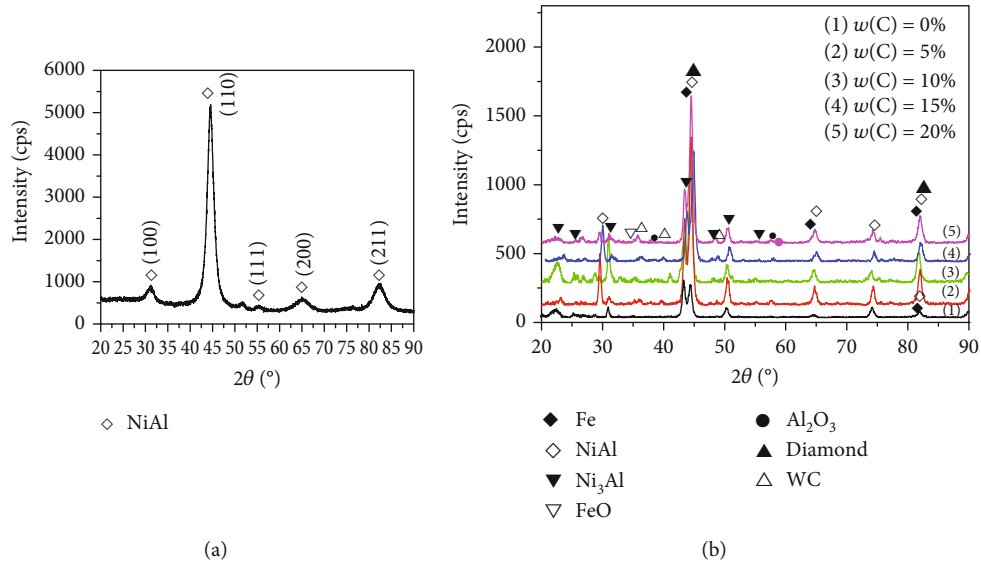 (a)
6000
5000
4000
3000
2000
1000
0
Intensity (cps)
(100)
(110)
(111)
(200)
(211)
20 25 30 35 40 45 50 55 60 65 70 75 80 85 90
2θ (°)
NiAl
(a)
(b)
2000
1500
1000
500
0
Intensity (cps)
(1) w(C) = 0%
(2) w(C) = 5%
(3) w(C) = 10%
(4) w(C) = 15%
(5) w(C) = 20%
(5)
(4)
(3)
(2)
(1)
20 30 40 50 60 70 80 90
2θ (°)
Fe
NiAl
Ni₃Al
FeO
Al₂O₃
Diamond
WC
(b)